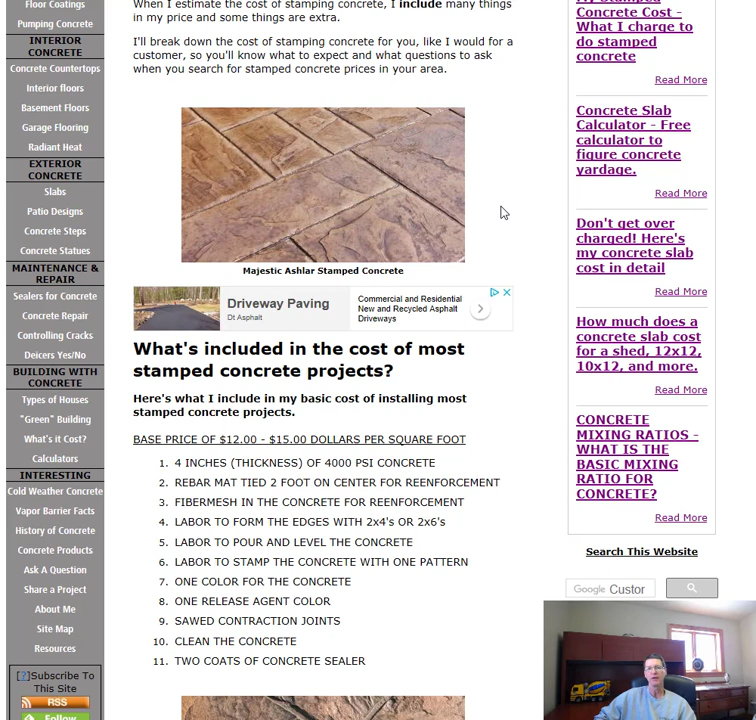 Floor Coatings
Pumping Concrete
INTERIOR
CONCRETE
Concrete Countertops
Interior floors
Basement Floors
Garage Flooring
Radiant Heat
EXTERIOR
CONCRETE
Slabs
Patio Designs
Concrete Steps
Concrete Statues
MAINTENANCE &
REPAIR
Sealers for Concrete
Concrete Repair
Controlling Cracks
Deicers Yes/No
BUILDING WITH
CONCRETE
Types of Houses
"Green" Building
What's it Cost?
Calculators
INTERESTING
Cold Weather Concrete
Vapor Barrier Facts
History of Concrete
Concrete Products
Ask A Question
Share a Project
About Me
Site Map
Resources
[?]Subscribe To
This Site
RSS
Follow
When I estimate the cost of stamping concrete, I include many things
in my price and some things are extra.
I'll break down the cost of stamping concrete for you, like I would for a
customer, so you'll know what to expect and what questions to ask
when you search for stamped concrete prices in your area.
Majestic Ashlar Stamped Concrete
Driveway Paving
Dt Asphalt
Commercial and Residential
New and Recycled Asphalt
Driveways
What's included in the cost of most
stamped concrete projects?
Here's what I include in my basic cost of installing most
stamped concrete projects.
BASE PRICE OF $12.00 - $15.00 DOLLARS PER SQUARE FOOT
1. 4 INCHES (THICKNESS) OF 4000 PSI CONCRETE
2. REBAR MAT TIED 2 FOOT ON CENTER FOR REENFORCEMENT
3. FIBERMESH IN THE CONCRETE FOR REENFORCEMENT
4. LABOR TO FORM THE EDGES WITH 2x4's OR 2x6's
5. LABOR TO POUR AND LEVEL THE CONCRETE
6. LABOR TO STAMP THE CONCRETE WITH ONE PATTERN
7. ONE COLOR FOR THE CONCRETE
8. ONE RELEASE AGENT COLOR
9. SAWED CONTRACTION JOINTS
10. CLEAN THE CONCRETE
11. TWO COATS OF CONCRETE SEALER
My Stamped
Concrete Cost -
What I charge to
do stamped
concrete
Read More
Concrete Slab
Calculator - Free
calculator to
figure concrete
yardage.
Read More
Don't get over
charged! Here's
my concrete slab
cost in detail
Read More
How much does a
concrete slab cost
for a shed, 12x12,
10x12, and more.
Read More
CONCRETE
MIXING RATIOS -
WHAT IS THE
BASIC MIXING
RATIO FOR
CONCRETE?
Read More
Search This Website
Google Custor